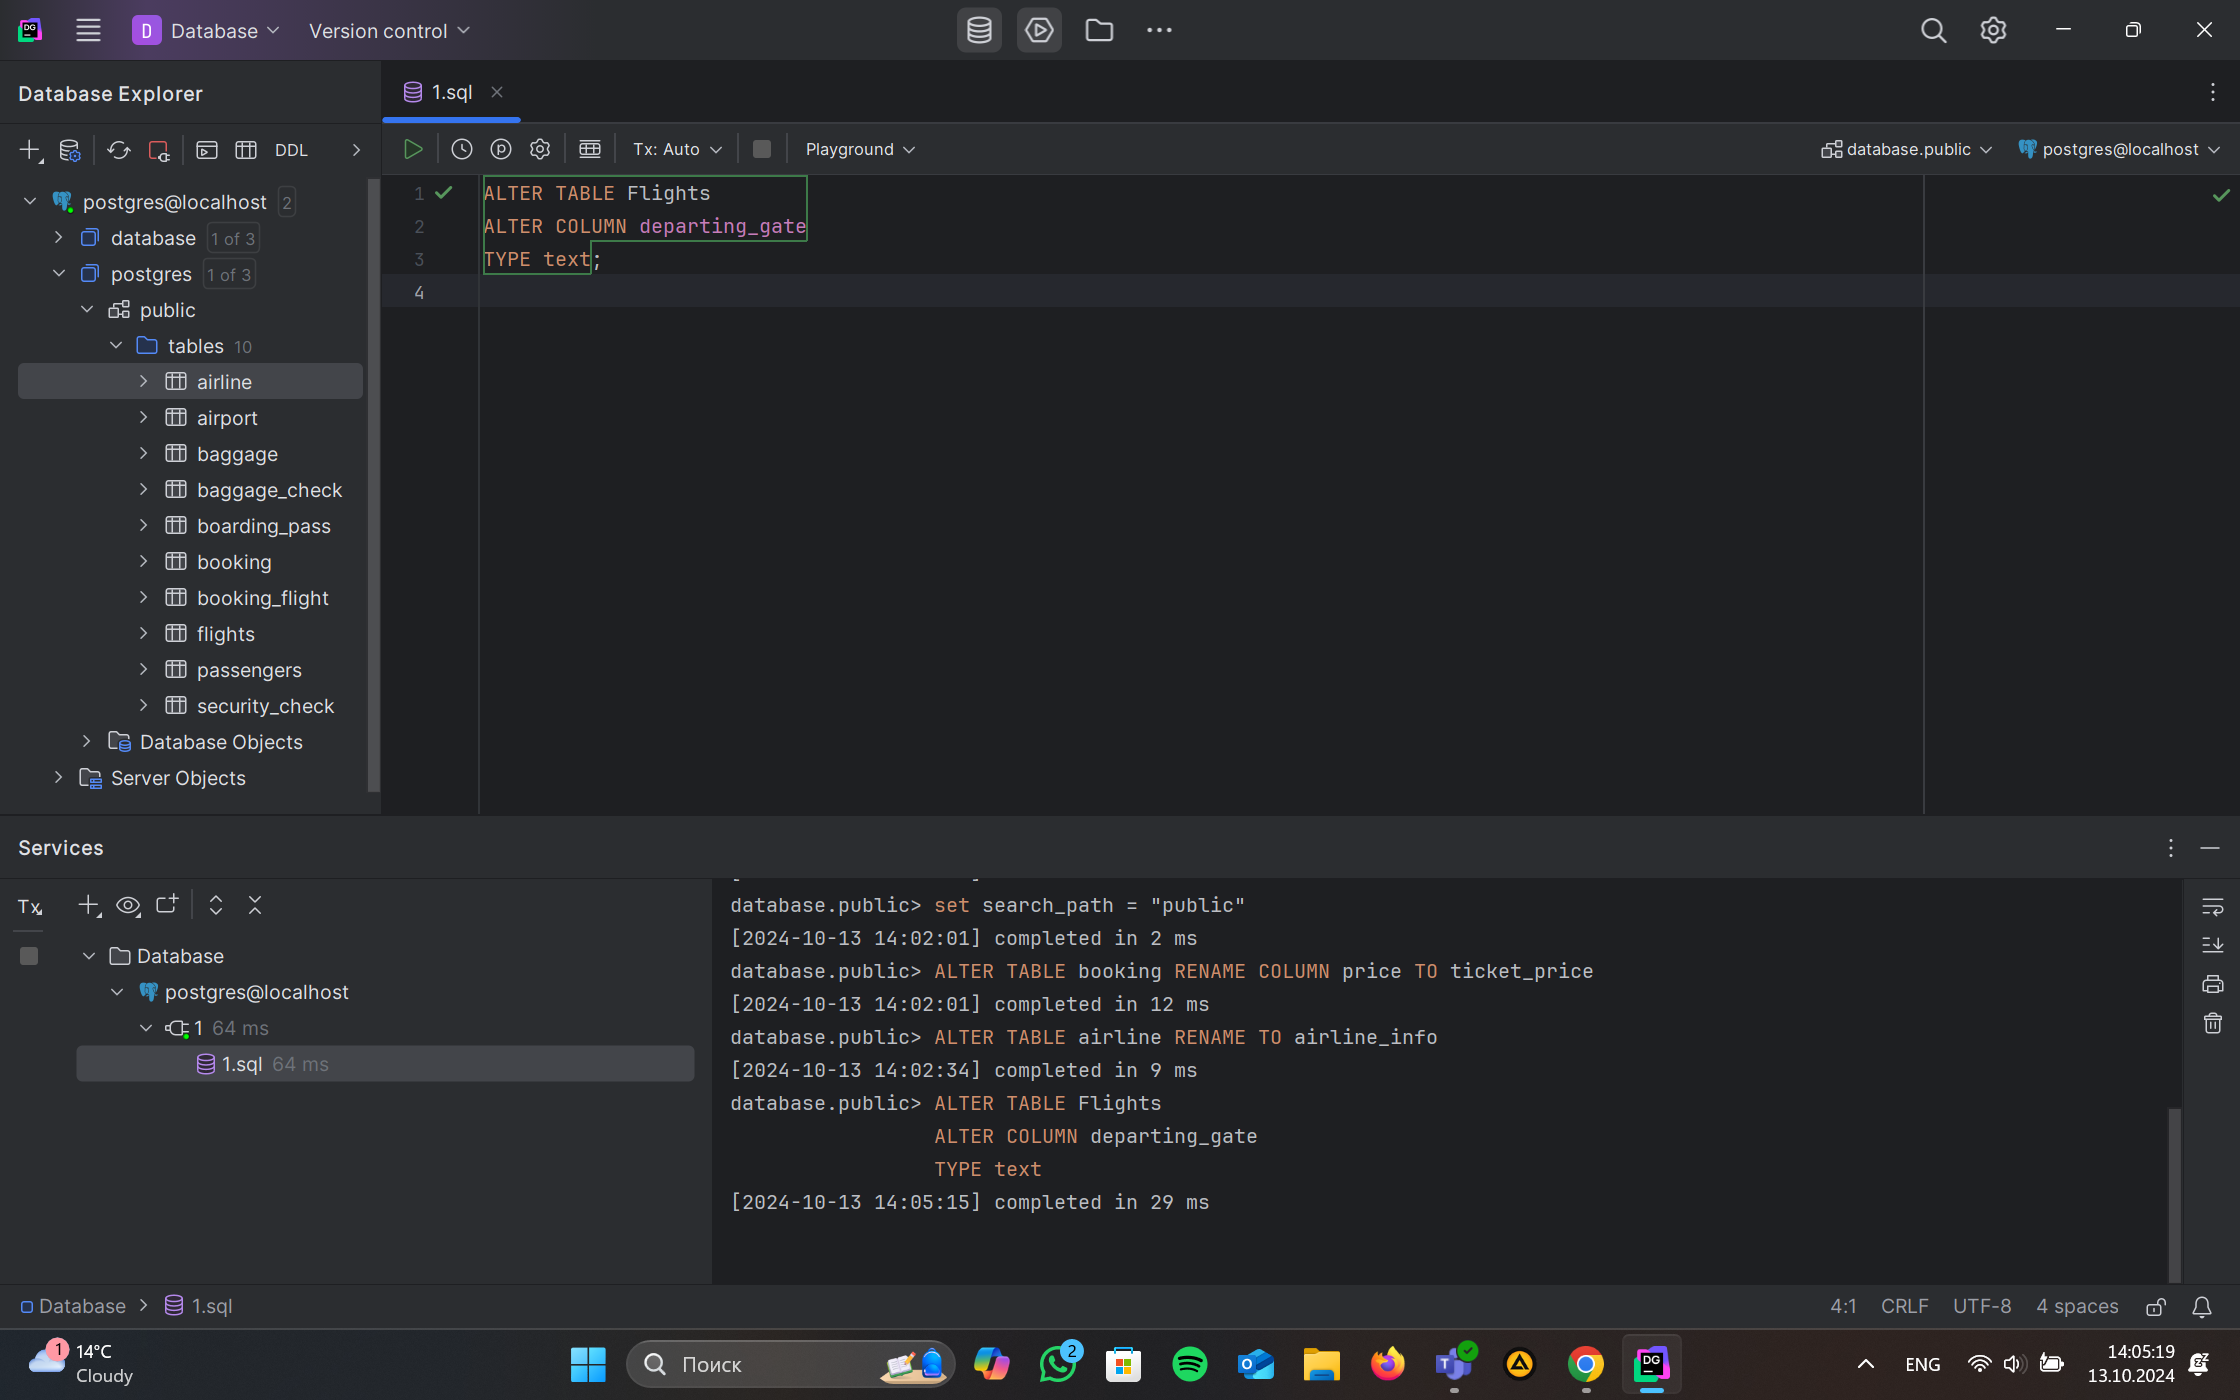 DG
D Database Version control
Database Explorer
1.sql
DDL
Tx: Auto Playground database.public postgres@localhost
postgres@localhost 2
database 1 of 3
postgres 1 of 3
public
tables 10
airline
airport
baggage
baggage_check
boarding_pass
booking
booking_flight
flights
passengers
security_check
Database Objects
Server Objects
1 ALTER TABLE Flights
2 ALTER COLUMN departing_gate
3 TYPE text;
4
Services
Tx
Database
postgres@localhost
1 64 ms
1.sql 64 ms
database.public> set search_path = "public"
[2024-10-13 14:02:01] completed in 2 ms
database.public> ALTER TABLE booking RENAME COLUMN price TO ticket_price
[2024-10-13 14:02:01] completed in 12 ms
database.public> ALTER TABLE airline RENAME TO airline_info
[2024-10-13 14:02:34] completed in 9 ms
database.public> ALTER TABLE Flights
ALTER COLUMN departing_gate
TYPE text
[2024-10-13 14:05:15] completed in 29 ms
Database 1.sql
4:1 CRLF UTF-8 4 spaces
1 14°C
Cloudy
Поиск
2
DG
ENG
14:05:19
13.10.2024